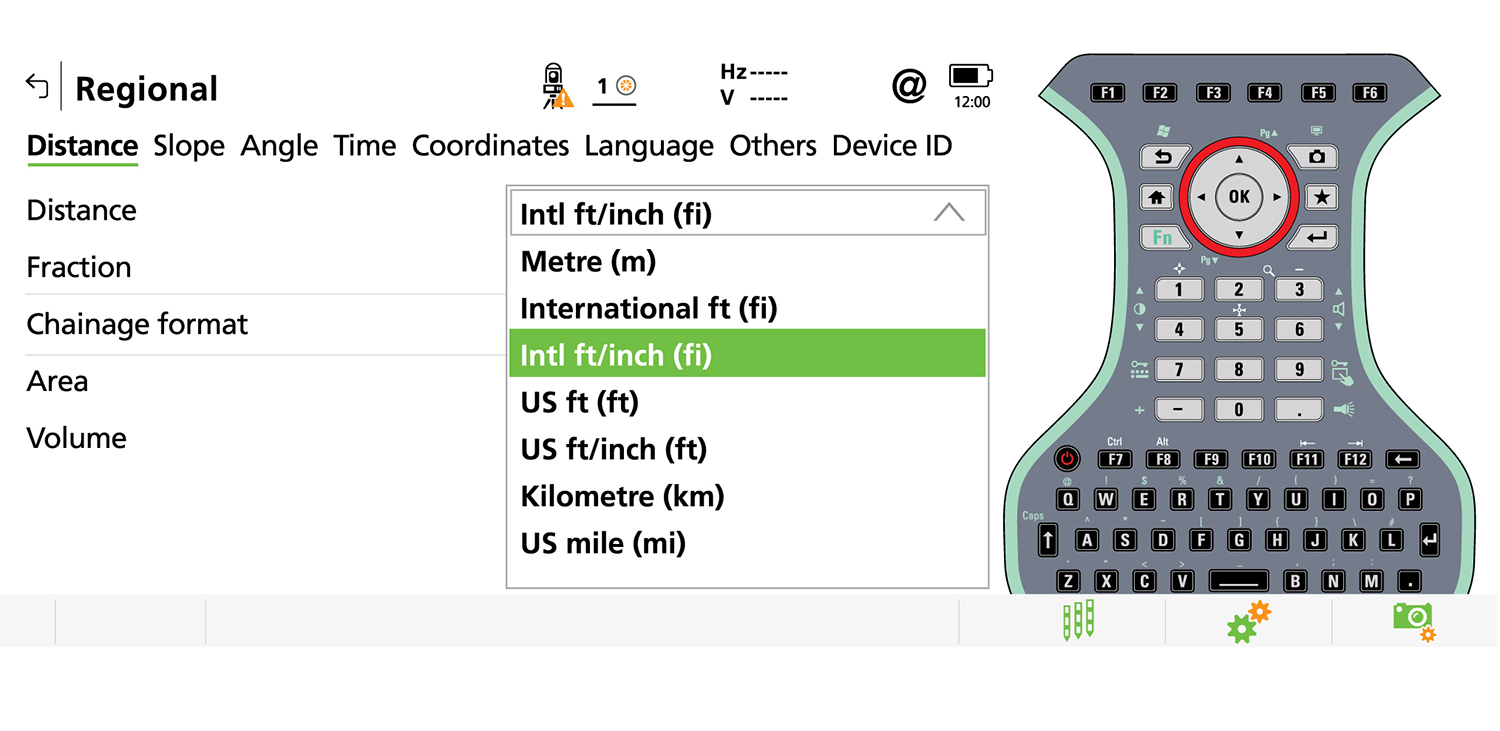 Regional
1
Hz-----
V -----
@
12:00
Distance Slope Angle Time Coordinates Language Others Device ID
Distance
Fraction
Chainage format
Area
Volume
Intl ft/inch (fi)
Metre (m)
International ft (fi)
Intl ft/inch (fi)
US ft (ft)
US ft/inch (ft)
Kilometre (km)
US mile (mi)
F1 F2 F3 F4 F5 F6
Pg▲
OK
Fn
Pg▼
–
1 2 3
4 5 6
7 8 9
+ – 0 .
Ctrl Alt
F7 F8 F9 F10 F11 F12
@ ! $ % & / ( ) = ?
Q W E R T Y U I O P
Caps ^ * ~ [ ] { } \ #
A S D F G H J K L
' " < > _ , ; :
Z X C V B N M .